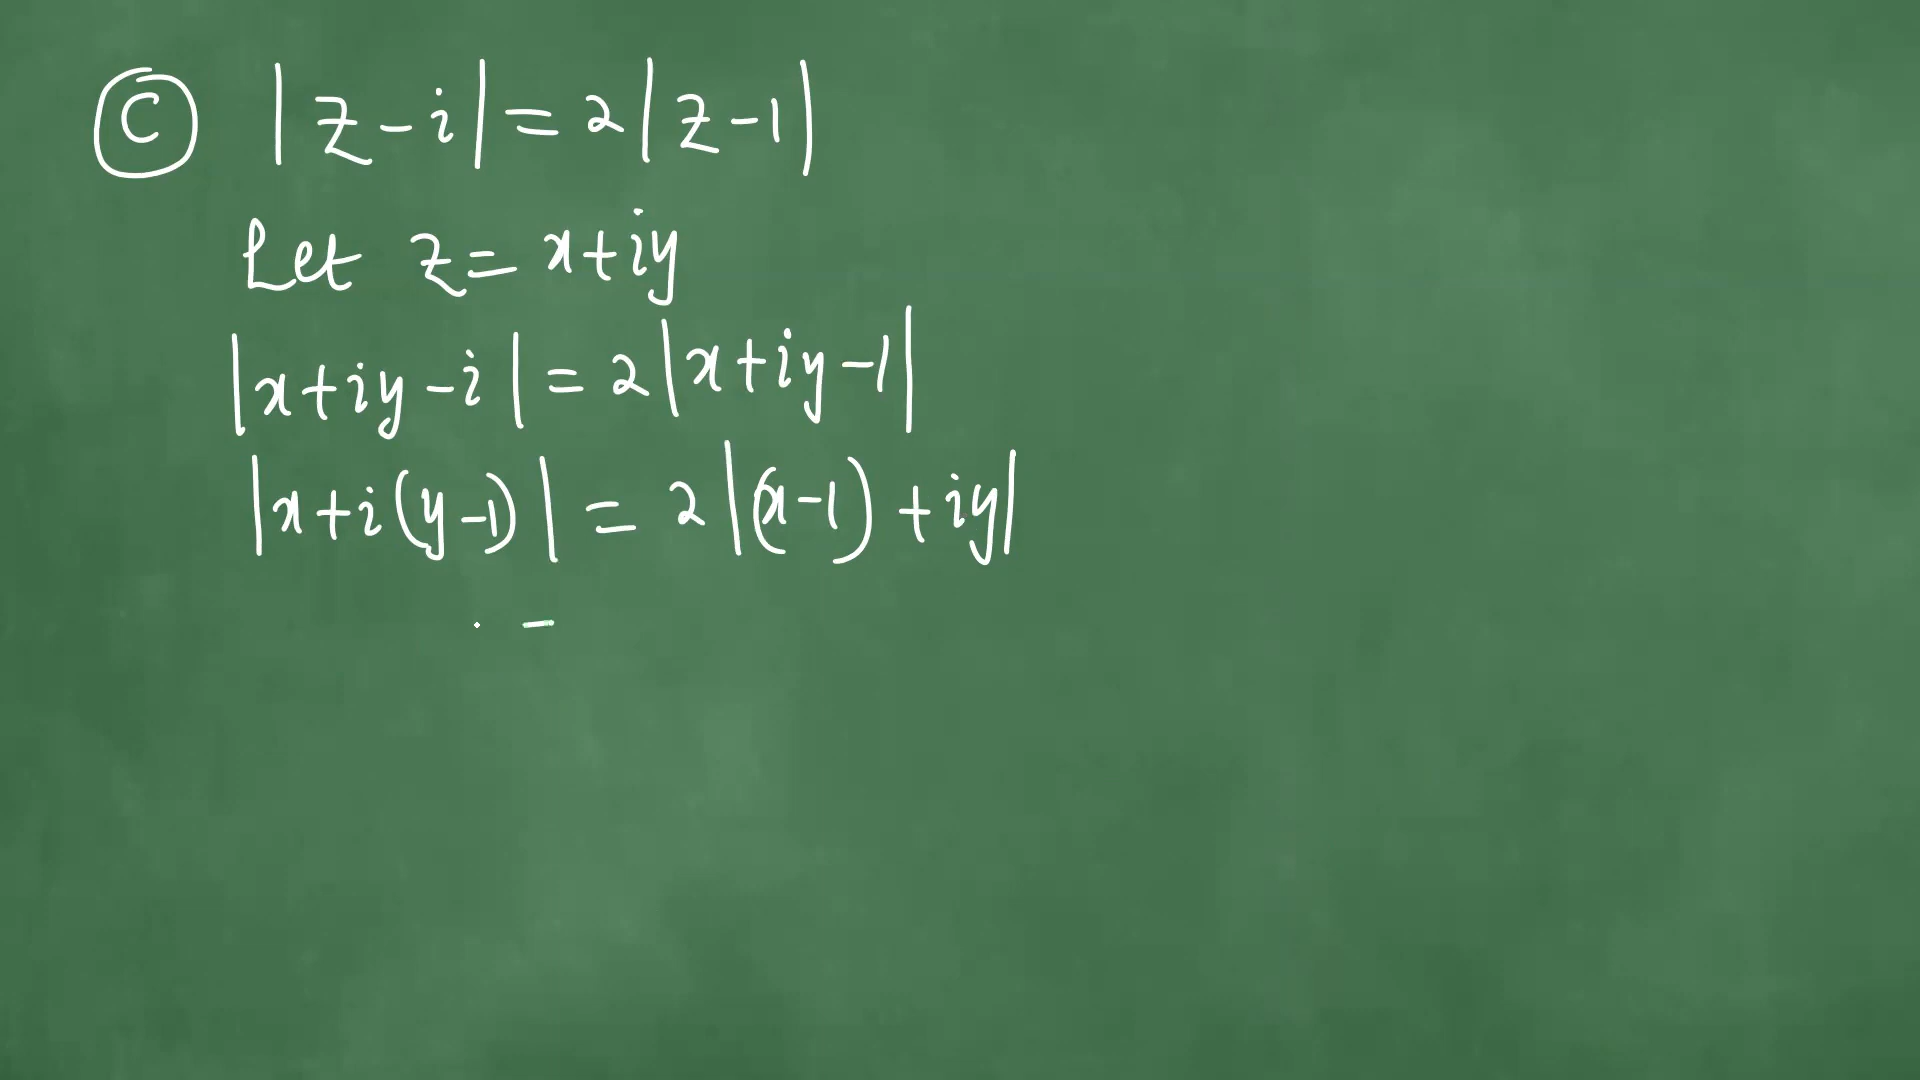 C |z-i|=2|z-1|
Let z=x+iy
|x+iy-i|=2|x+iy-1|
|x+i(y-1)|=2|(x-1)+iy|
. -